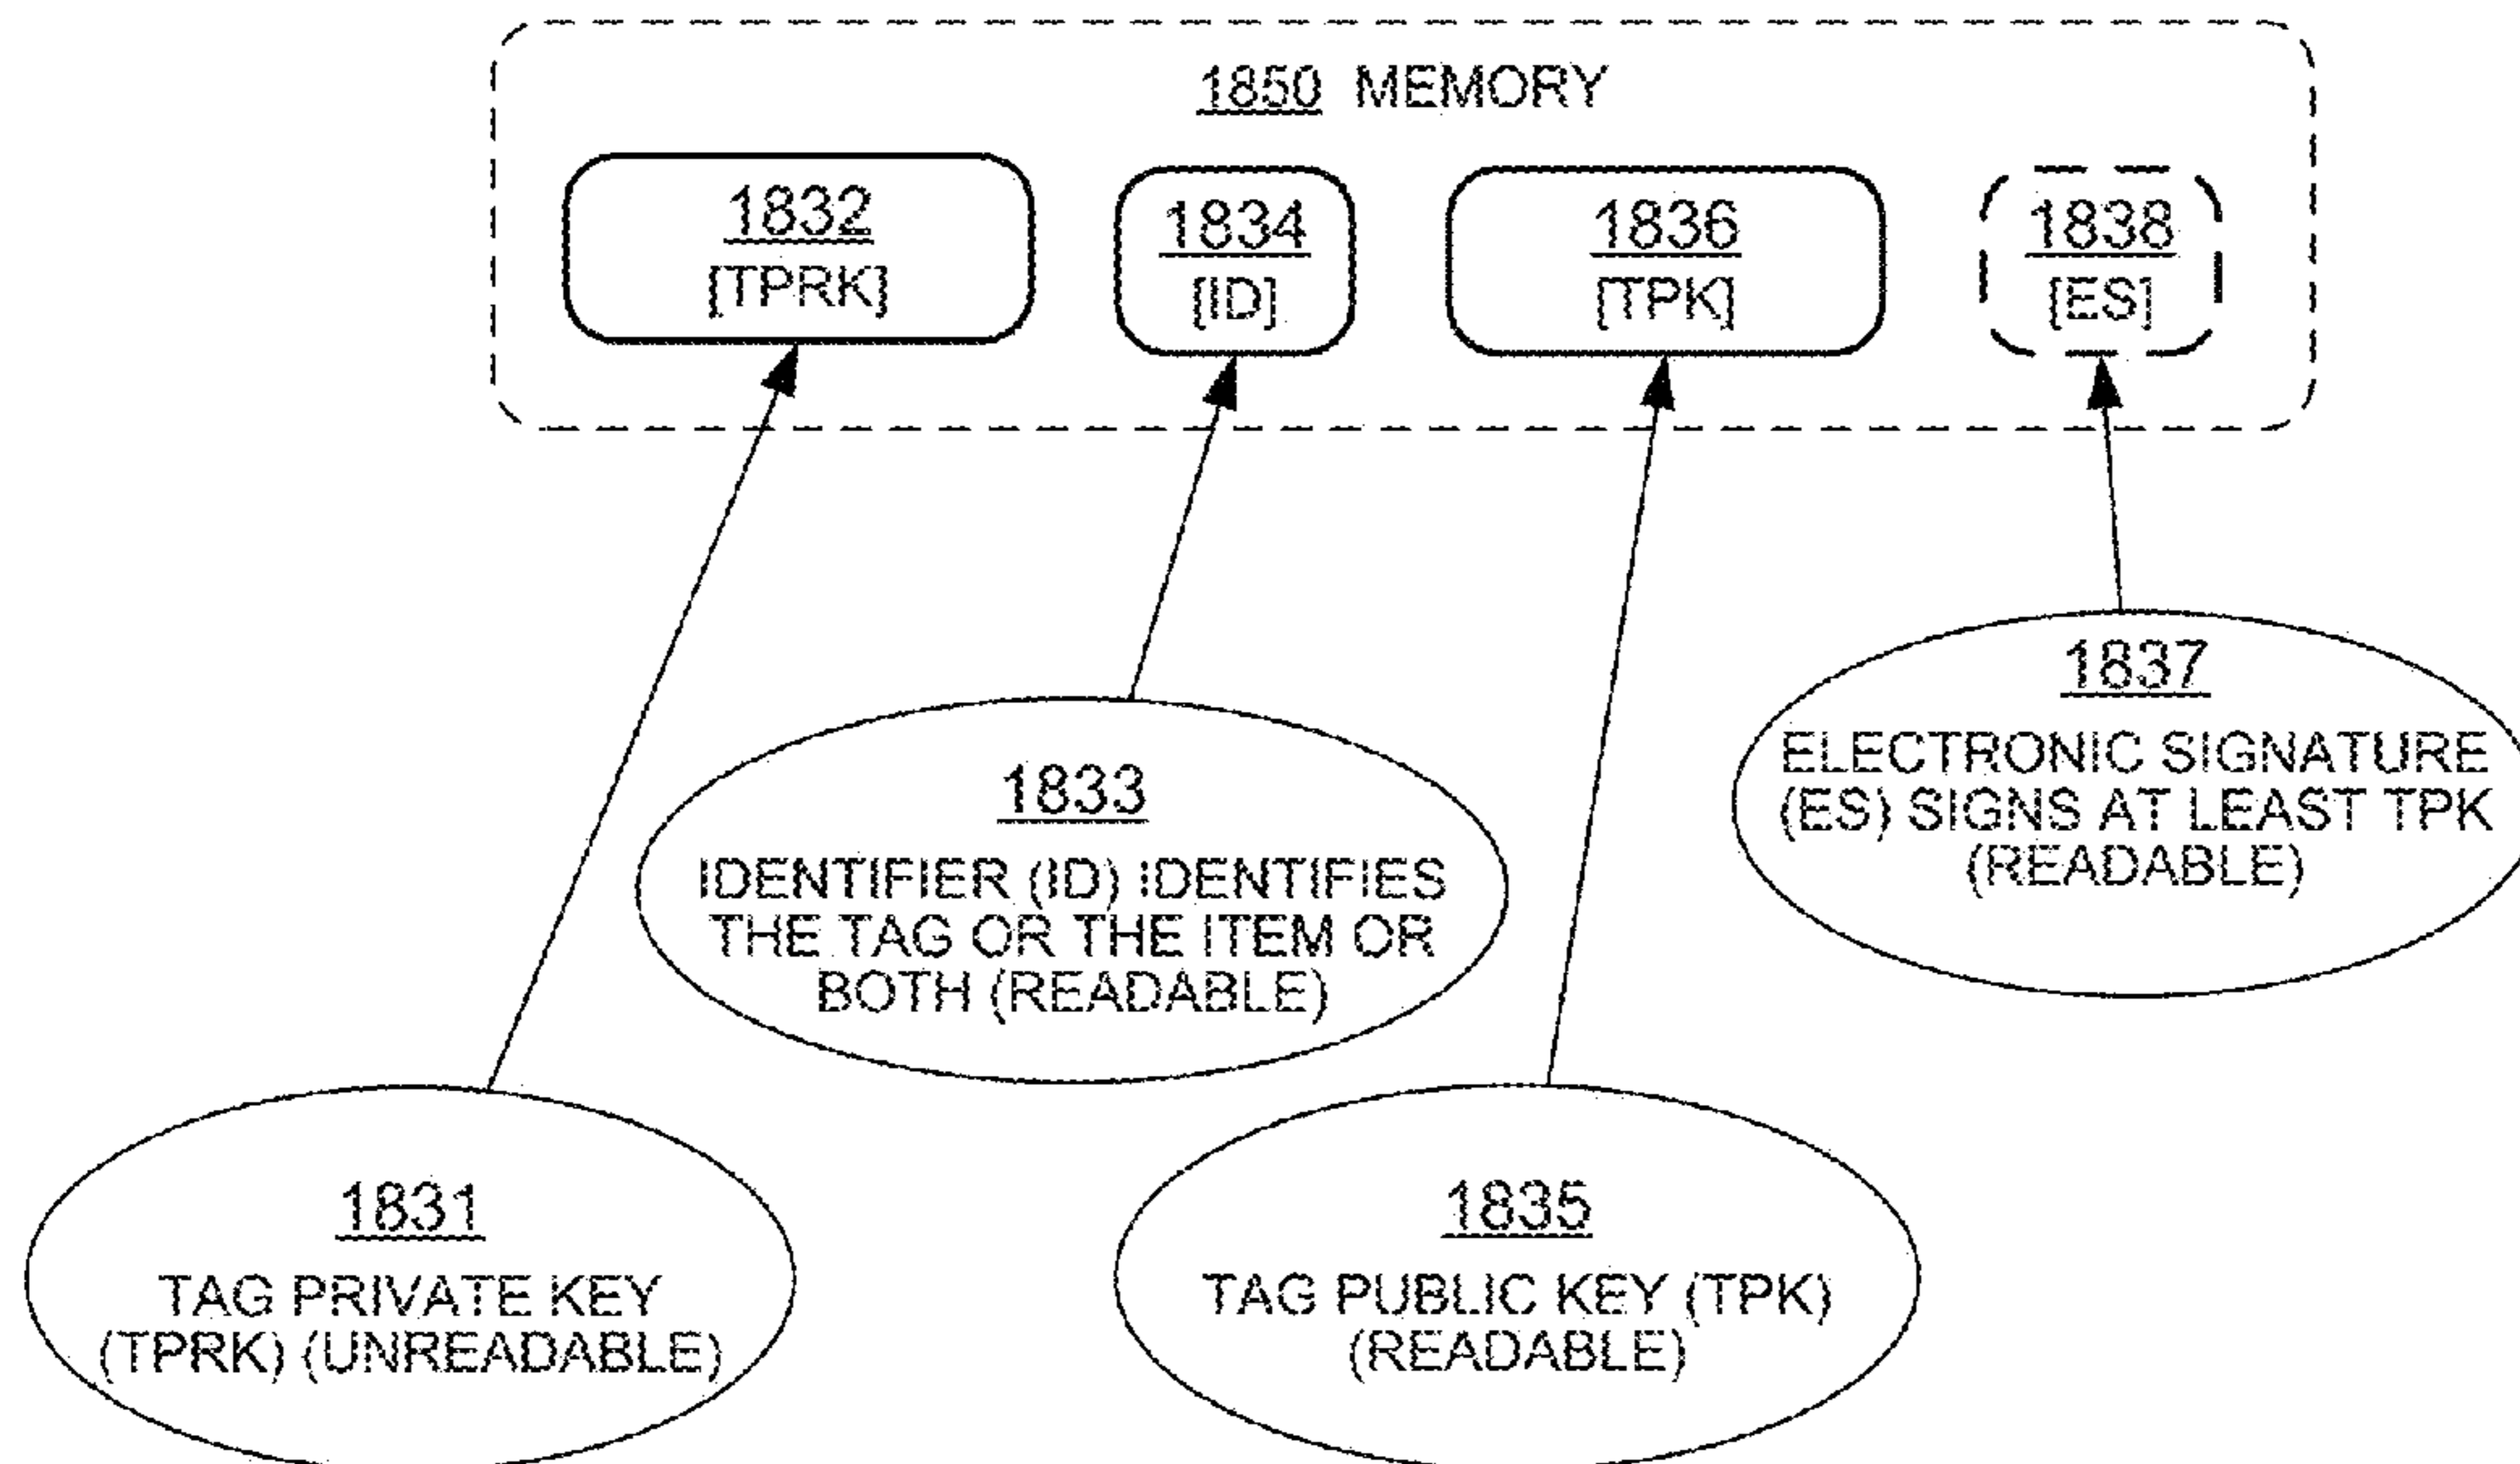 1850 MEMORY
1832
[TPRK]
1834
[ID]
1836
[TPK]
1838
[ES]
1837
ELECTRONIC SIGNATURE
(ES) SIGNS AT LEAST TPK
(READABLE)
1833
IDENTIFIER (ID) IDENTIFIES
THE TAG OR THE ITEM OR
BOTH (READABLE)
1831
TAG PRIVATE KEY
(TPRK) (UNREADABLE)
1835
TAG PUBLIC KEY (TPK)
(READABLE)